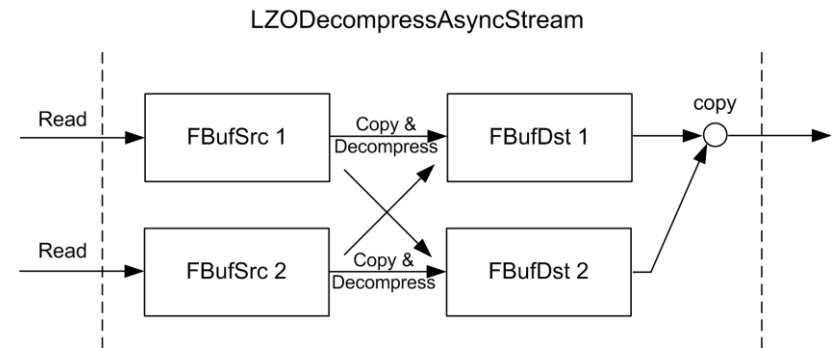 LZODecompressAsyncStream
Read
FBufSrc 1
Copy &
Decompress
FBufDst 1
copy
Read
FBufSrc 2
Copy &
Decompress
FBufDst 2